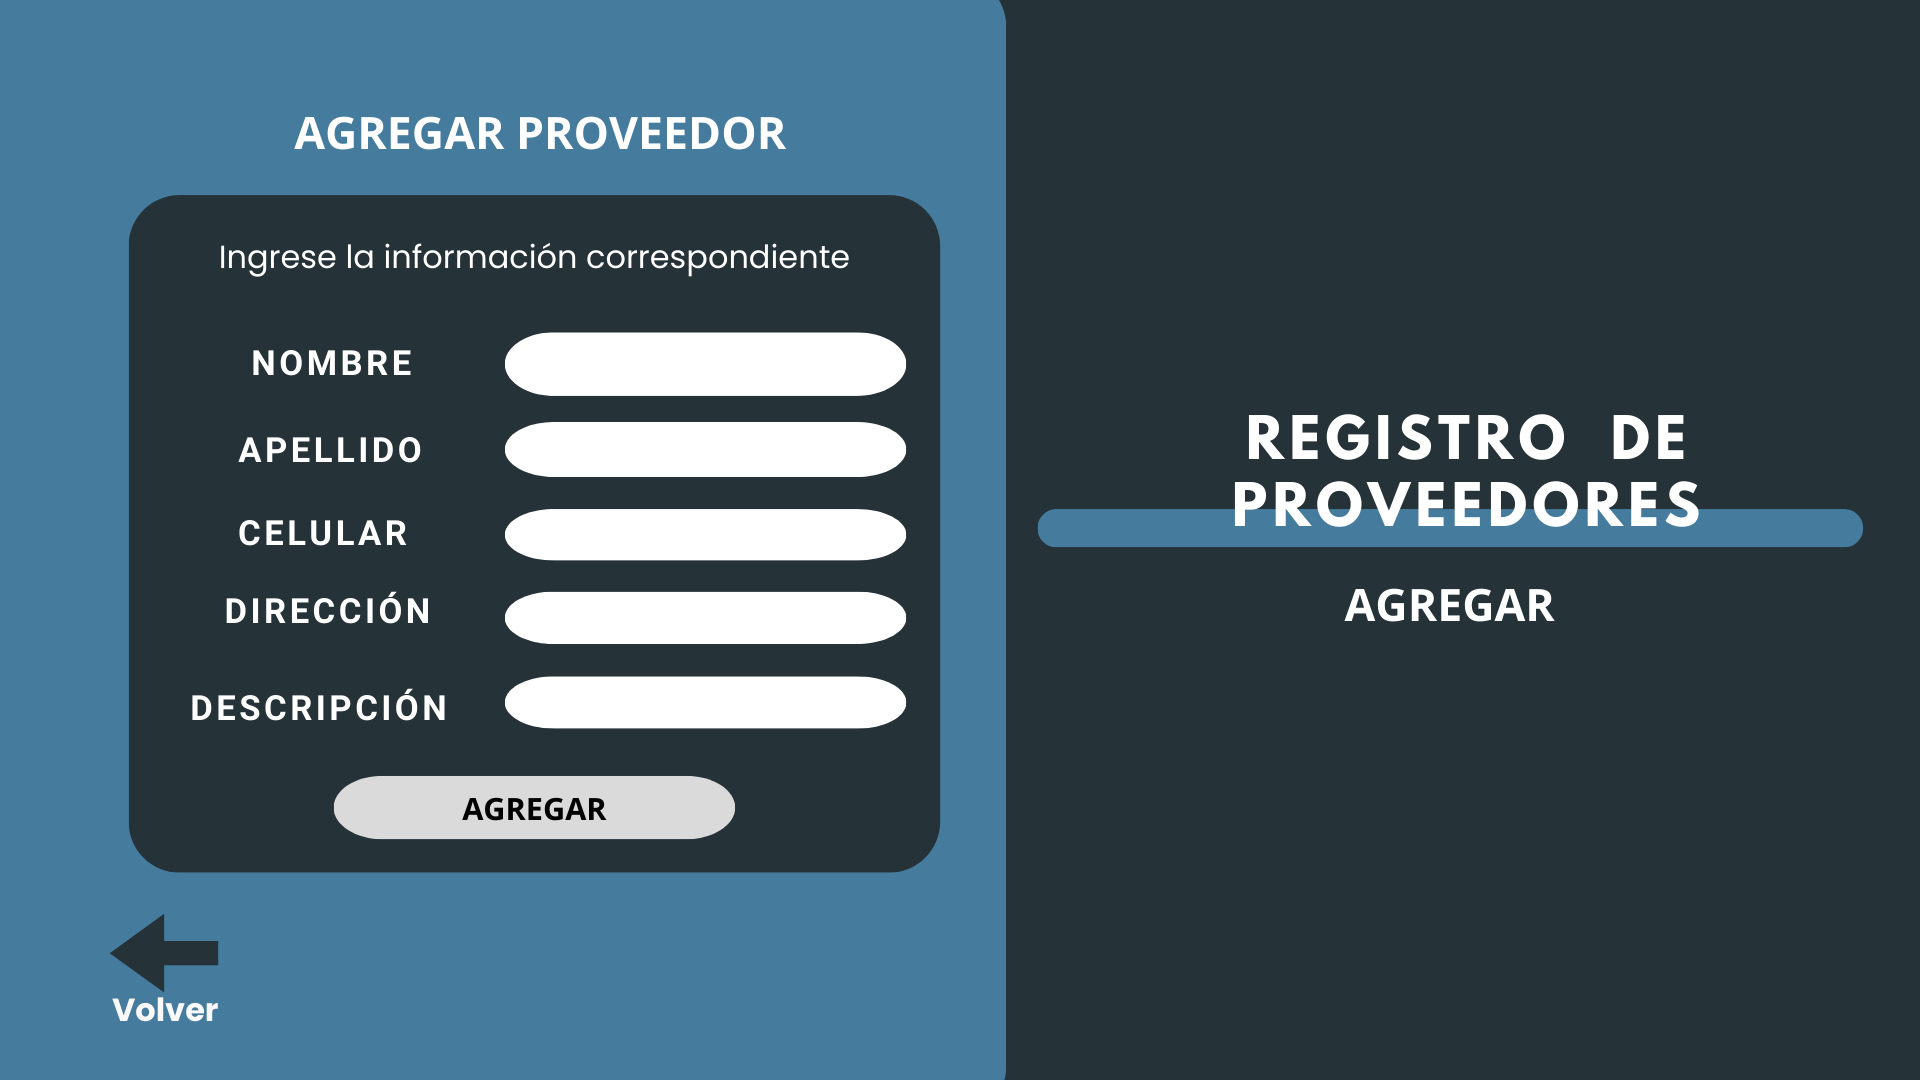 AGREGAR PROVEEDOR
Ingrese la información correspondiente
NOMBRE
APELLIDO
CELULAR
DIRECCIÓN
DESCRIPCIÓN
AGREGAR
Volver
REGISTRO DE
PROVEEDORES
AGREGAR